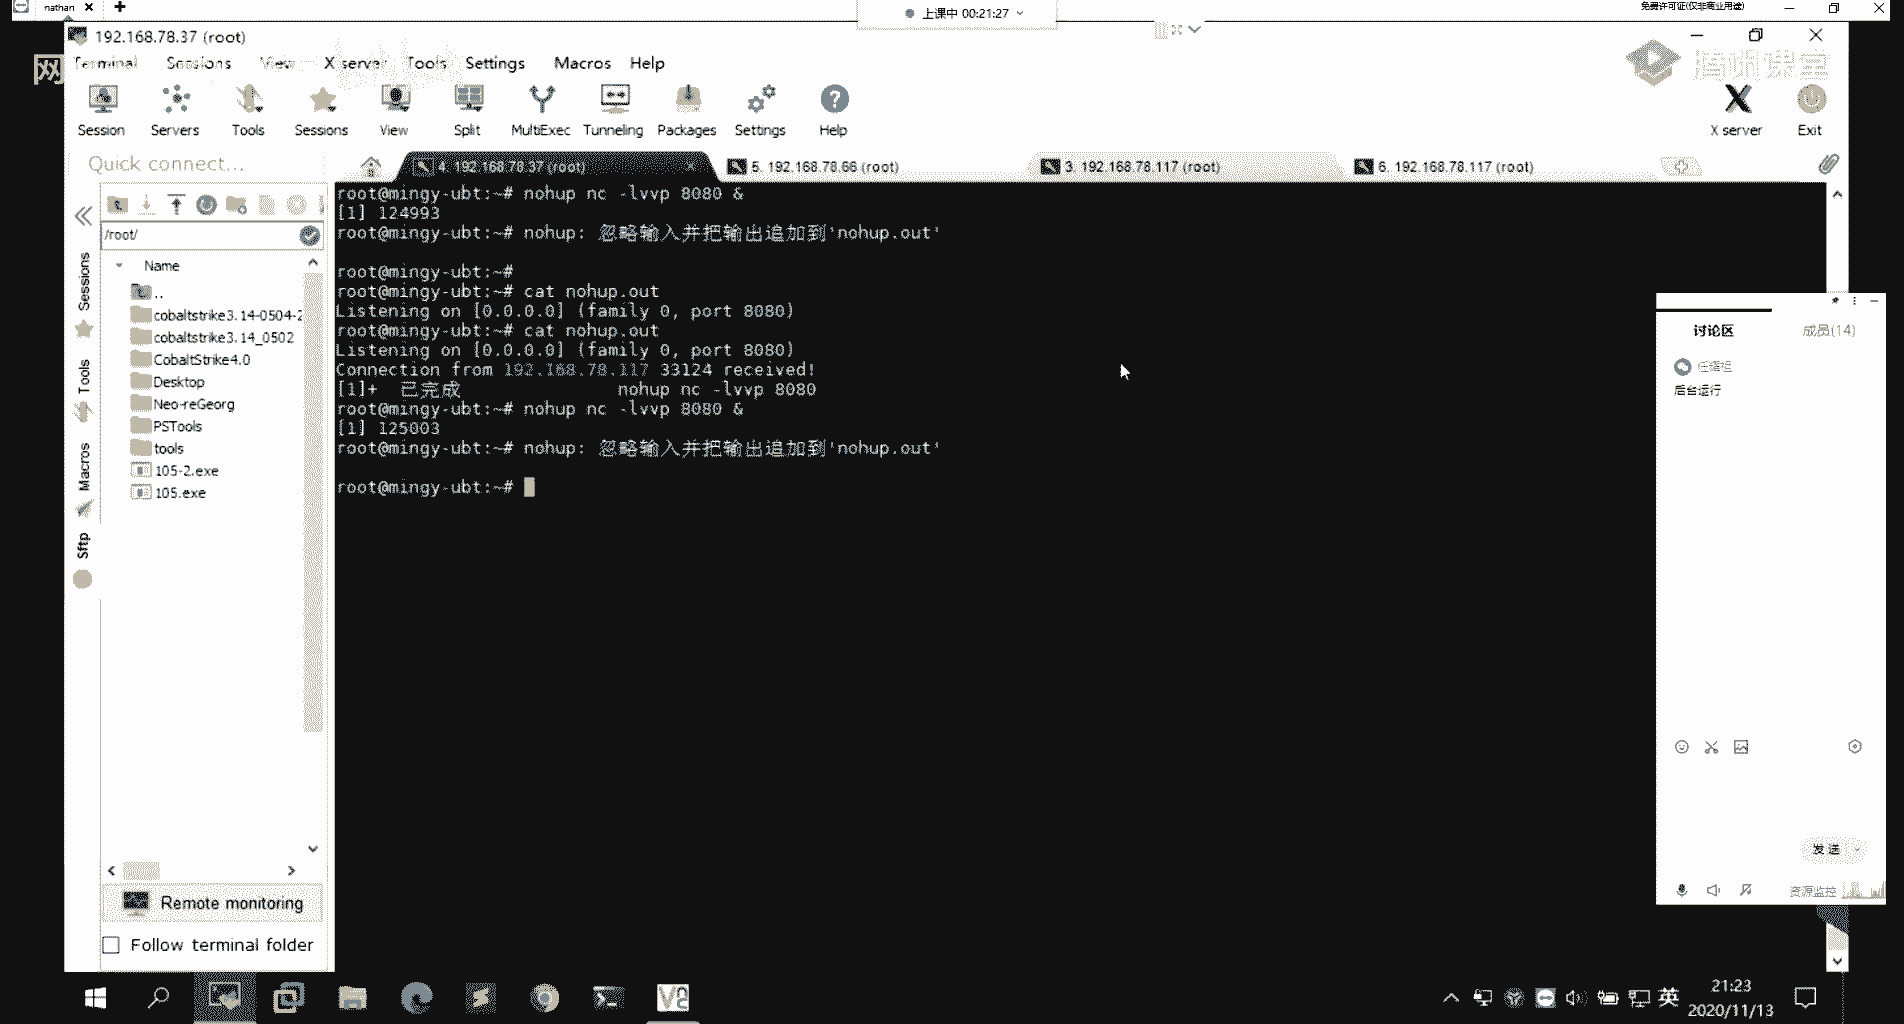 nathan
上课中 00:21:27
免费许可证(仅非商业用途)
192.168.78.37 (root)
网
Terminal Sessions View X server Tools Settings Macros Help
腾讯课堂
Session Servers Tools Sessions View Split MultiExec Tunneling Packages Settings Help
X server Exit
Quick connect...
4. 192.168.78.37 (root)
5. 192.168.78.66 (root)
3. 192.168.78.117 (root)
6. 192.168.78.117 (root)
Sessions
Tools
Macros
Sftp
/root/
Name
..
cobaltstrike3.14-0504-2
cobaltstrike3.14_0502
CobaltStrike4.0
Desktop
Neo-reGeorg
PSTools
tools
105-2.exe
105.exe
Remote monitoring
Follow terminal folder
root@mingy-ubt:~# nohup nc -lvvp 8080 &
[1] 124993
root@mingy-ubt:~# nohup: 忽略输入并把输出追加到'nohup.out'
root@mingy-ubt:~#
root@mingy-ubt:~# cat nohup.out
Listening on [0.0.0.0] (family 0, port 8080)
root@mingy-ubt:~# cat nohup.out
Listening on [0.0.0.0] (family 0, port 8080)
Connection from 192.168.78.117 33124 received!
[1]+ 已完成 nohup nc -lvvp 8080
root@mingy-ubt:~# nohup nc -lvvp 8080 &
[1] 125003
root@mingy-ubt:~# nohup: 忽略输入并把输出追加到'nohup.out'
root@mingy-ubt:~#
讨论区 成员(14)
后台运行
发送
资源监控
英
21:23
2020/11/13